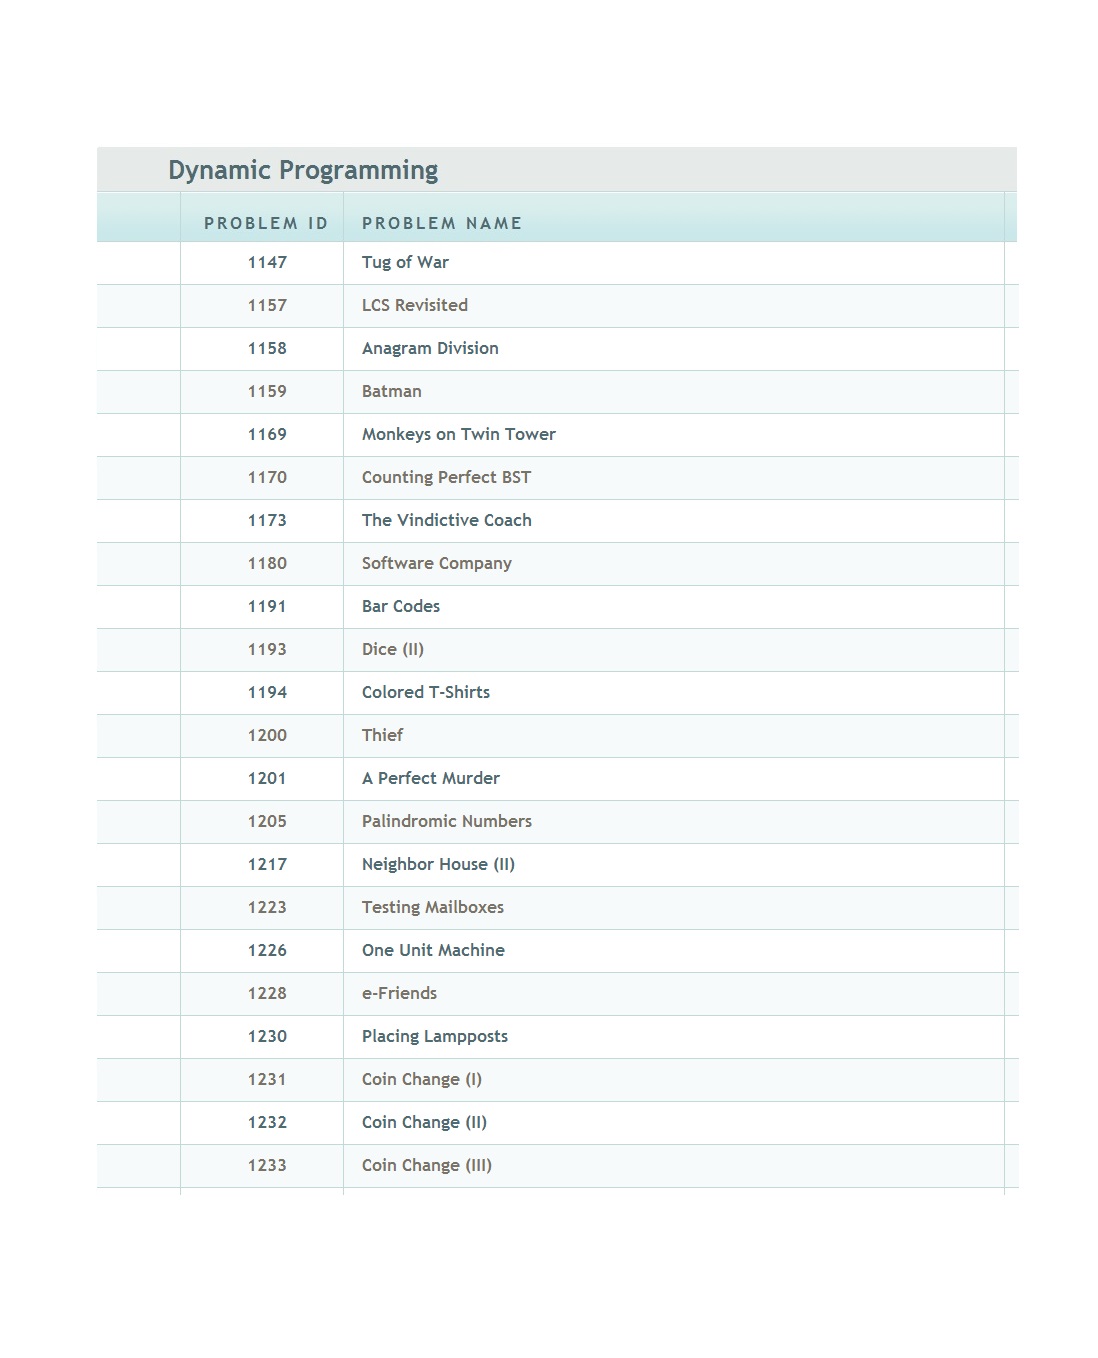 Dynamic Programming
PROBLEM ID PROBLEM NAME
1147 Tug of War
1157 LCS Revisited
1158 Anagram Division
1159 Batman
1169 Monkeys on Twin Tower
1170 Counting Perfect BST
1173 The Vindictive Coach
1180 Software Company
1191 Bar Codes
1193 Dice (II)
1194 Colored T-Shirts
1200 Thief
1201 A Perfect Murder
1205 Palindromic Numbers
1217 Neighbor House (II)
1223 Testing Mailboxes
1226 One Unit Machine
1228 e-Friends
1230 Placing Lampposts
1231 Coin Change (I)
1232 Coin Change (II)
1233 Coin Change (III)